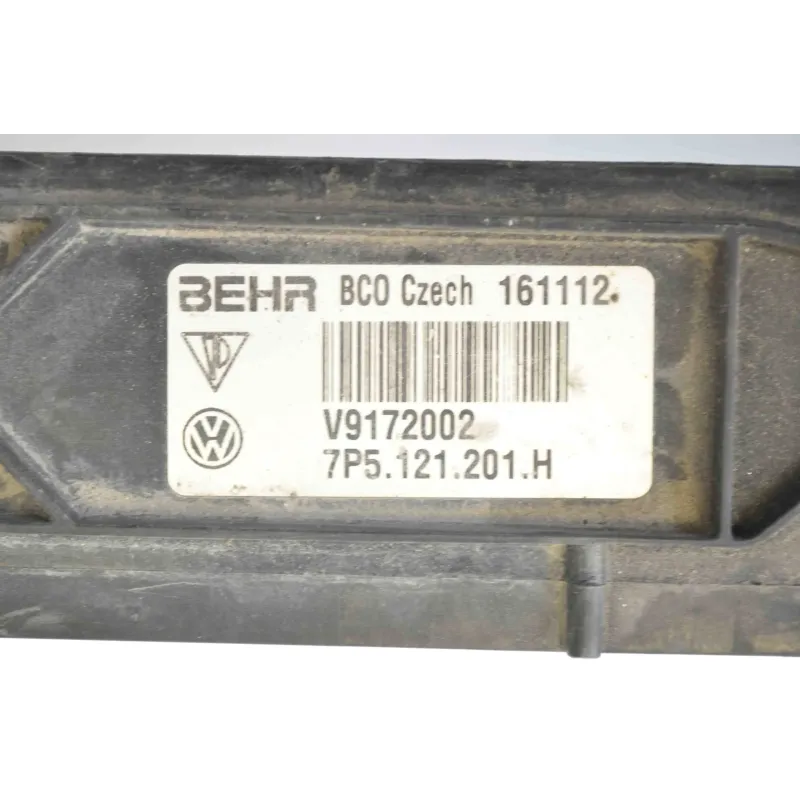 BEHR BCO Czech 161112.
V9172002
7P5.121.201.H